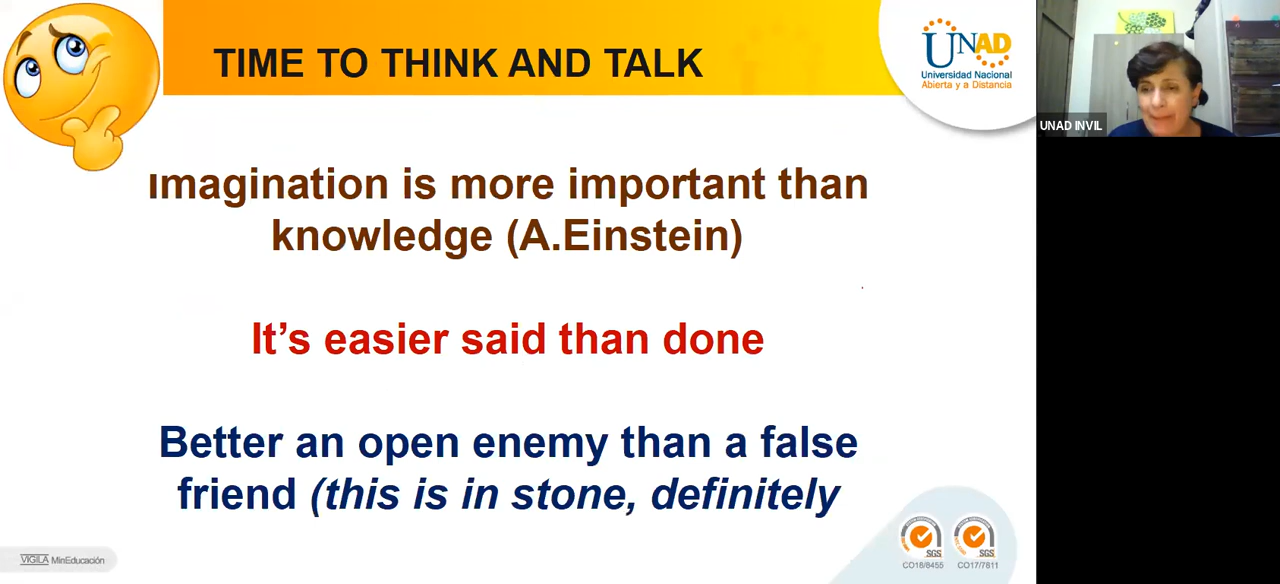 TIME TO THINK AND TALK
UNAD
Universidad Nacional
Abierta y a Distancia
UNAD INVIL
Imagination is more important than
knowledge (A.Einstein)
It's easier said than done
Better an open enemy than a false
friend (this is in stone, definitely
VIGILA MinEducación
SGS
SGS
CO18/8455
CO17/7811